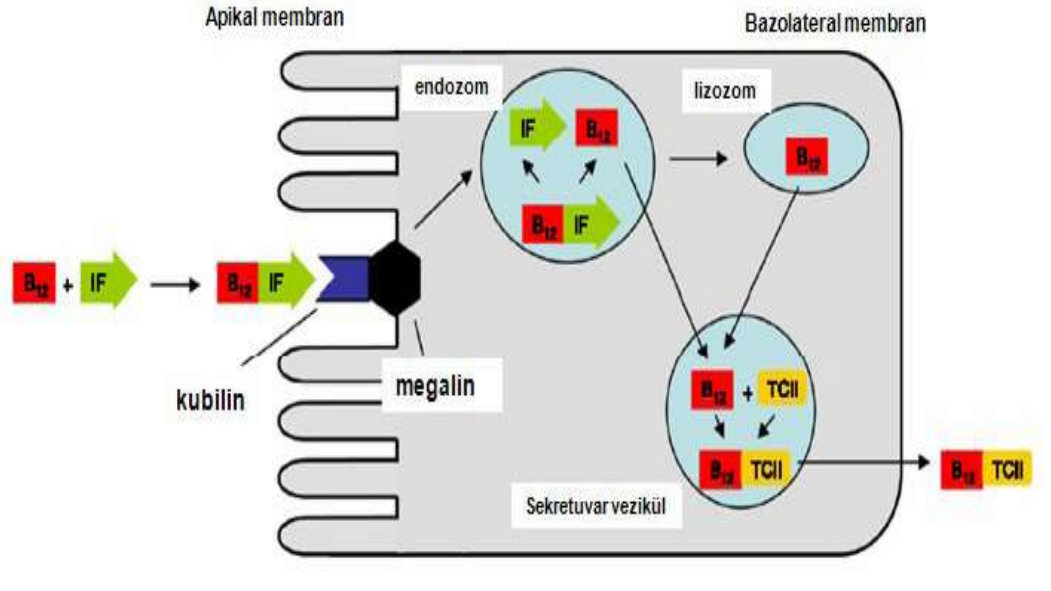 Apikal membran
Bazolateral membran
endozom
lizozom
IF B12
B12
B12 IF
B12 + IF
B12 IF
kubilin
megalin
B12 + TCII
B12 TCII
B12 TCII
Sekretuvar vezikül